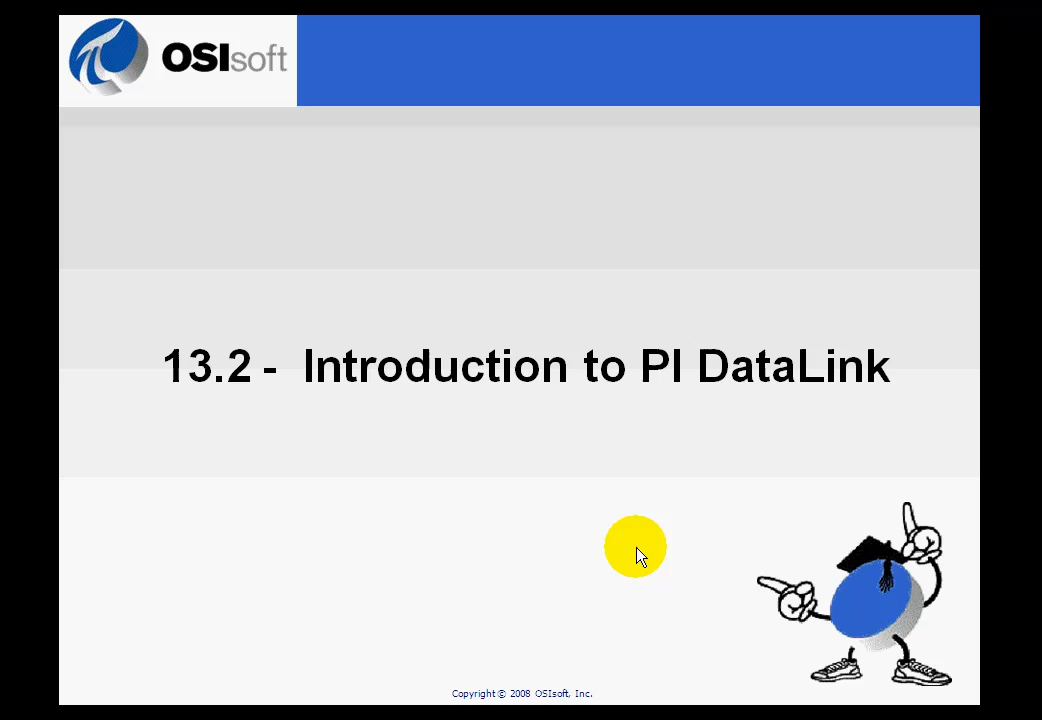 OSIsoft
13.2 - Introduction to PI DataLink
Copyright © 2008 OSIsoft, Inc.